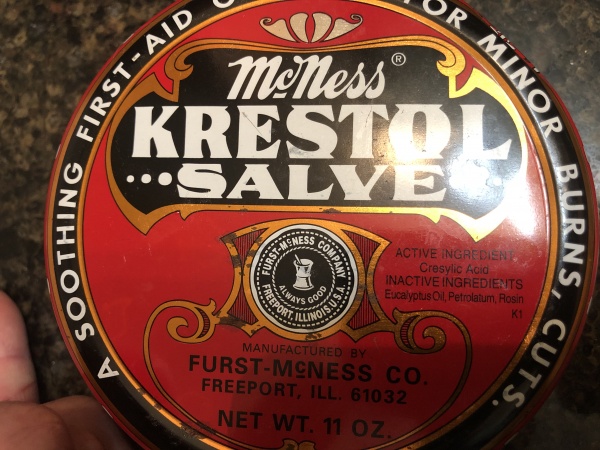 A SOOTHING FIRST-AID FOR MINOR BURNS, CUTS.
McNess®
KRESTOL
SALVE
FURST-McNESS COMPANY
ALWAYS GOOD
FREEPORT, ILLINOIS U.S.A.
ACTIVE INGREDIENT
Cresylic Acid
INACTIVE INGREDIENTS
Eucalyptus Oil, Petrolatum, Rosin
K1
MANUFACTURED BY
FURST-McNESS CO.
FREEPORT, ILL. 61032
NET WT. 11 OZ.